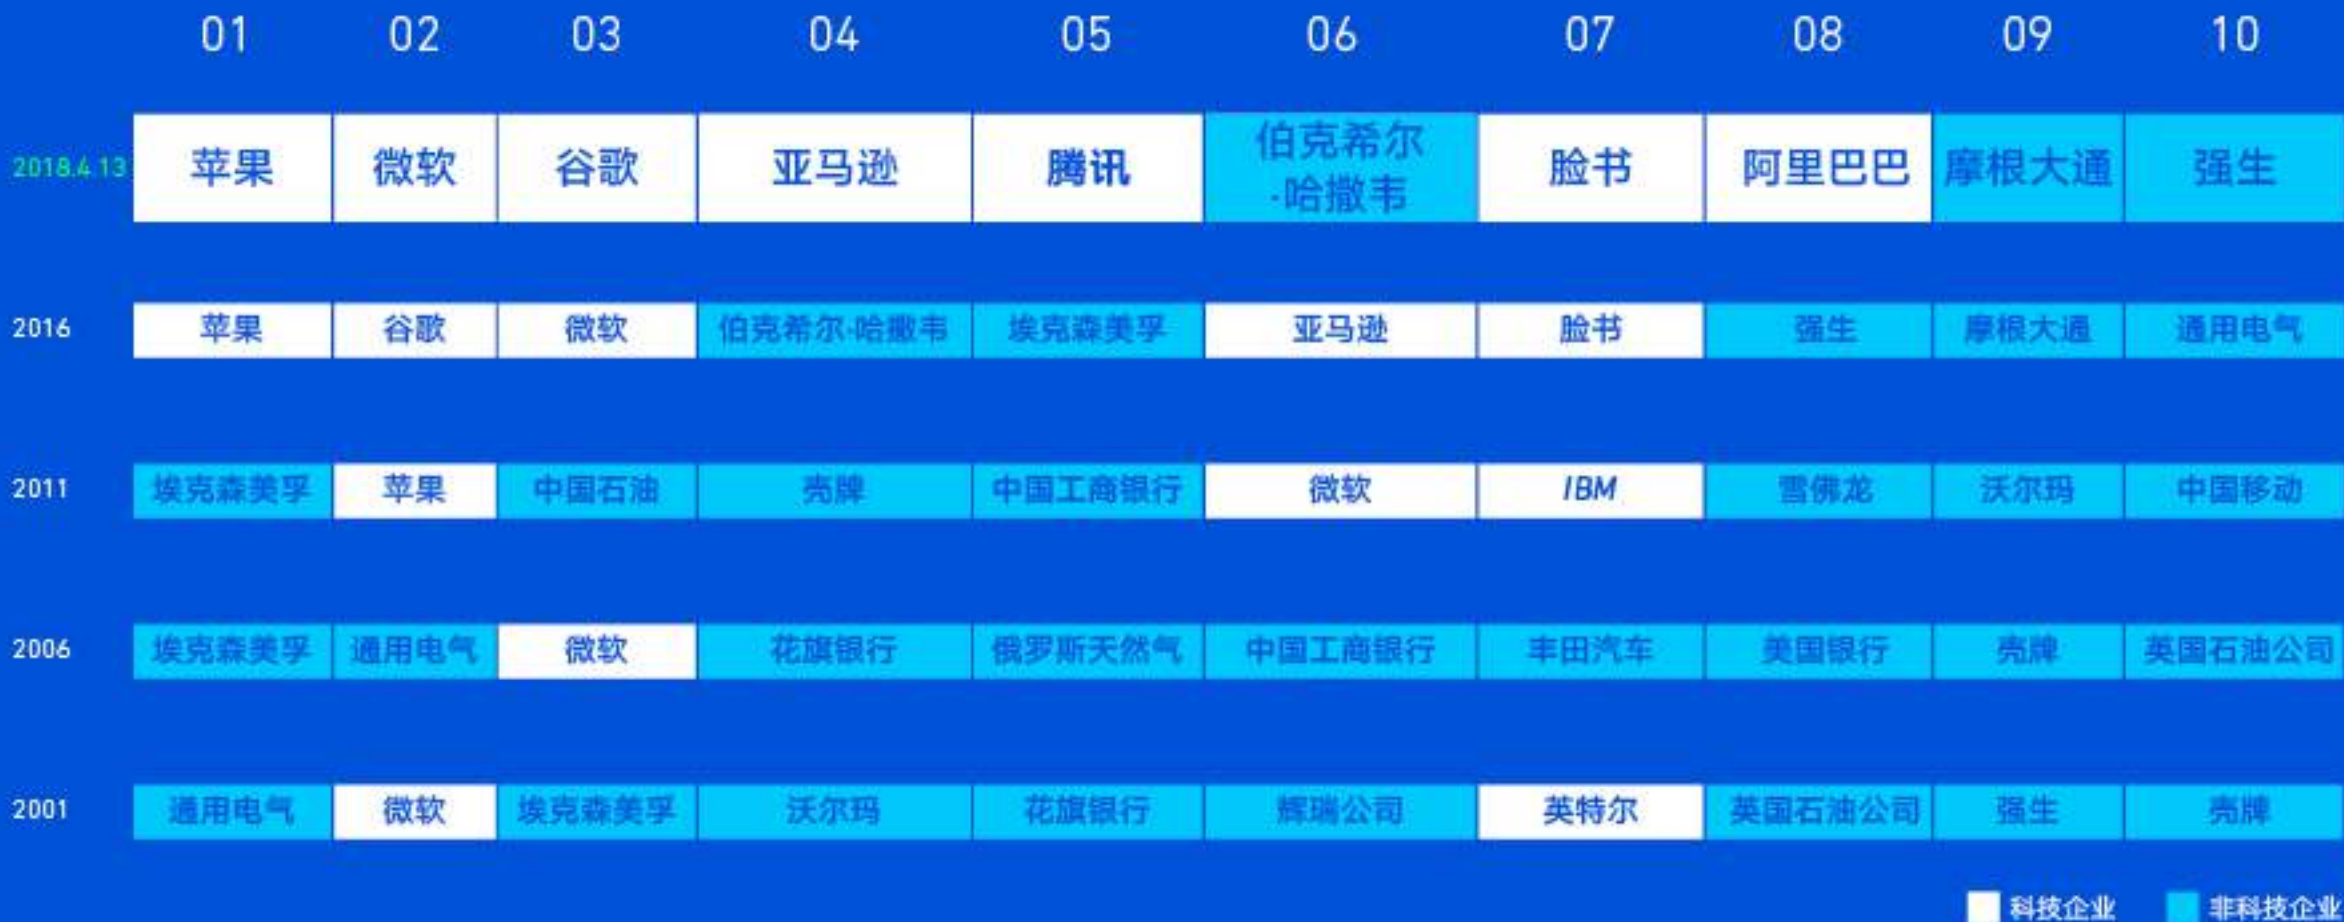 01 02 03 04 05 06 07 08 09 10
2018.4.13 苹果 微软 谷歌 亚马逊 腾讯 伯克希尔 脸书 阿里巴巴 摩根大通 强生
·哈撒韦
2016 苹果 谷歌 微软 伯克希尔·哈撒韦 埃克森美孚 亚马逊 脸书 强生 摩根大通 通用电气
2011 埃克森美孚 苹果 中国石油 壳牌 中国工商银行 微软 IBM 雪佛龙 沃尔玛 中国移动
2006 埃克森美孚 通用电气 微软 花旗银行 俄罗斯天然气 中国工商银行 丰田汽车 美国银行 壳牌 英国石油公司
2001 通用电气 微软 埃克森美孚 沃尔玛 花旗银行 辉瑞公司 英特尔 英国石油公司 强生 壳牌
科技企业 非科技企业